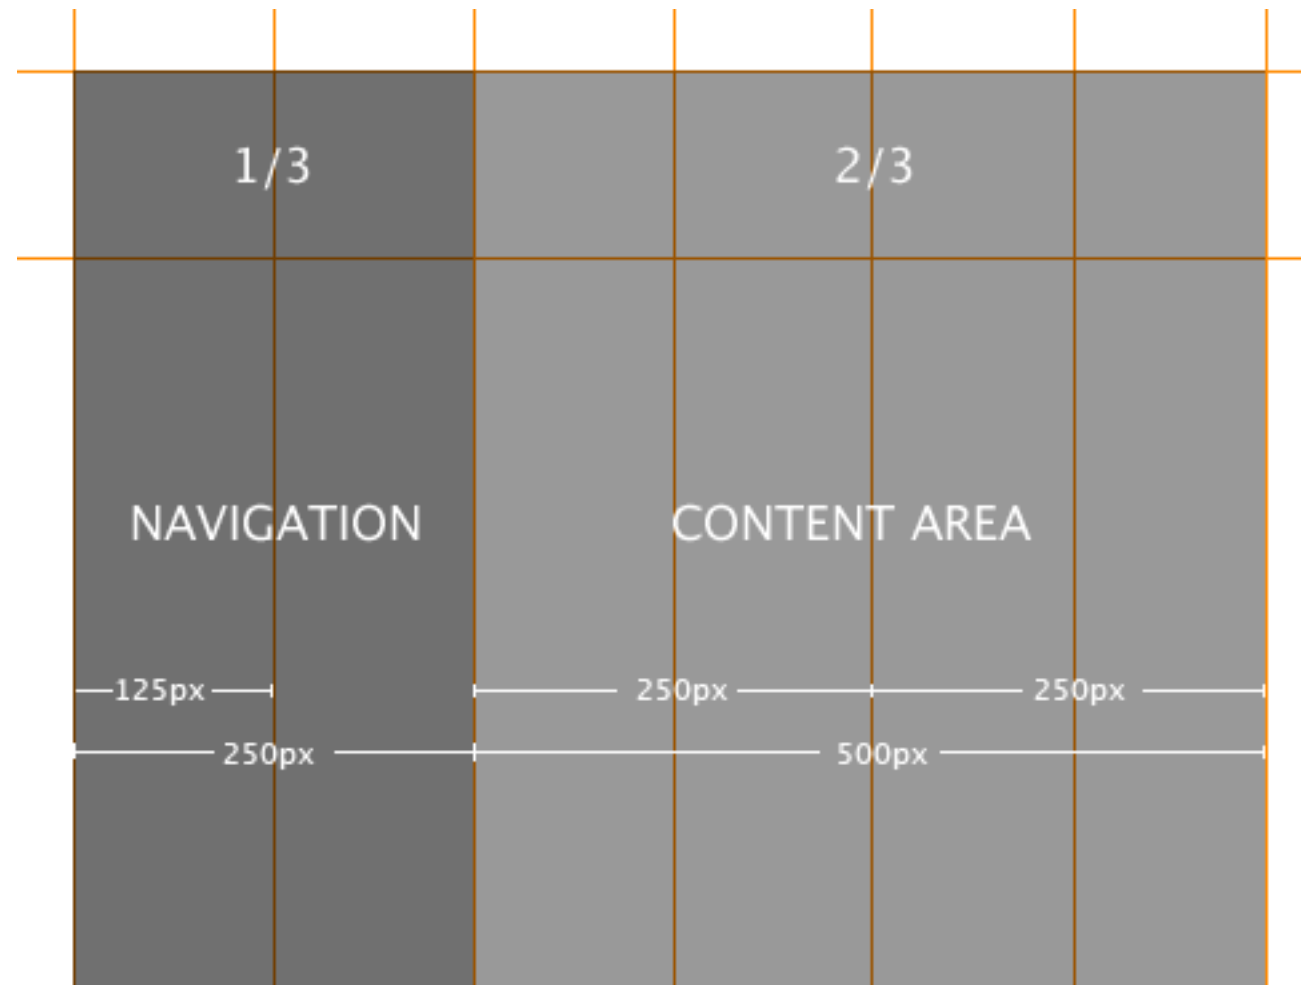 1/3
2/3
NAVIGATION
CONTENT AREA
125px
250px
250px
250px
500px